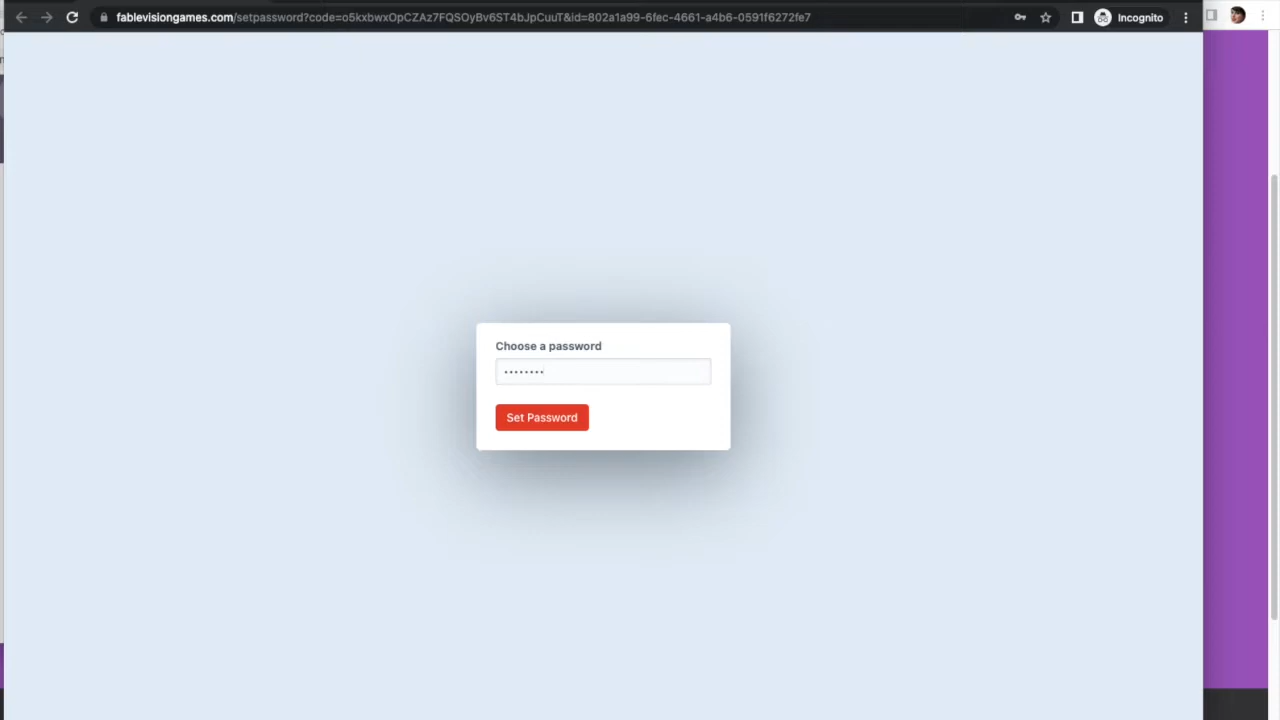 fablevisiongames.com/setpassword?code=o5kxbwxOpCZAz7FQSOyBv6ST4bJpCuuT&id=802a1a99-6fec-4661-a4b6-0591f6272fe7
Incognito
Choose a password
••••••••
Set Password